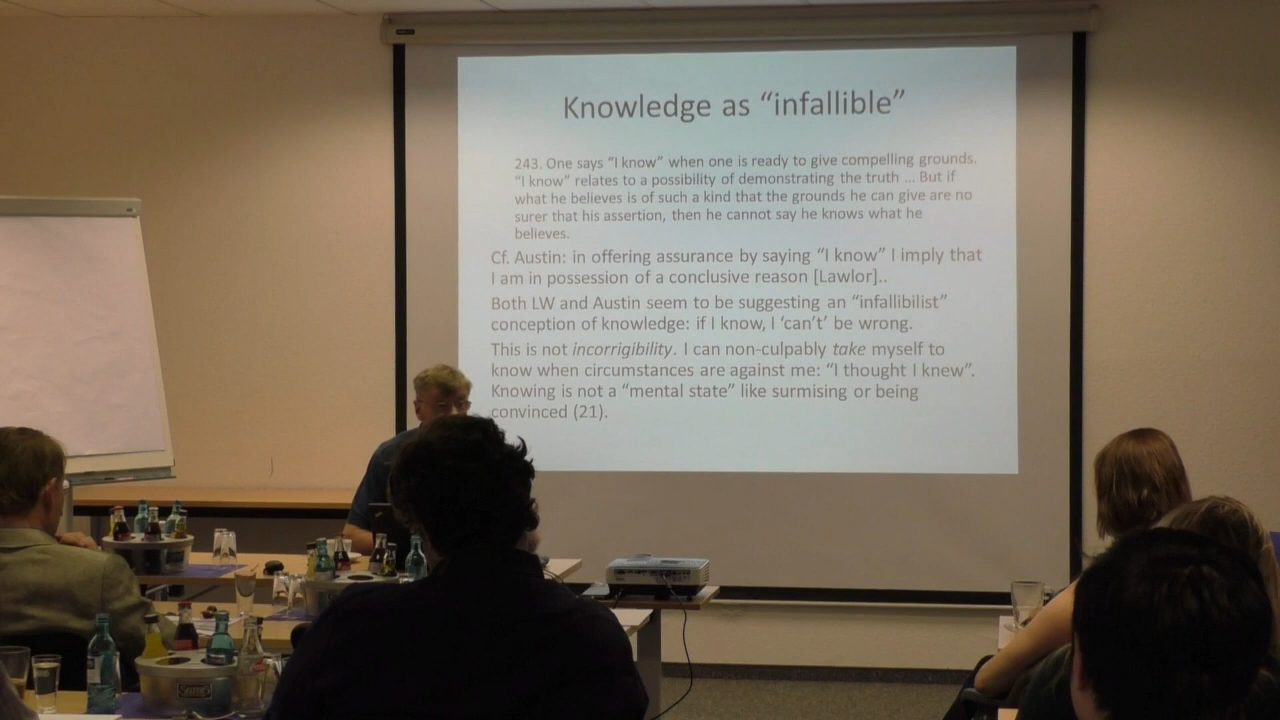 Knowledge as “infallible”
243. One says “I know” when one is ready to give compelling grounds.
“I know” relates to a possibility of demonstrating the truth ... But if
what he believes is of such a kind that the grounds he can give are no
surer that his assertion, then he cannot say he knows what he
believes.
Cf. Austin: in offering assurance by saying “I know” I imply that
I am in possession of a conclusive reason [Lawlor]..
Both LW and Austin seem to be suggesting an “infallibilist”
conception of knowledge: if I know, I ‘can’t’ be wrong.
This is not incorrigibility. I can non-culpably take myself to
know when circumstances are against me: “I thought I knew”.
Knowing is not a “mental state” like surmising or being
convinced (21).